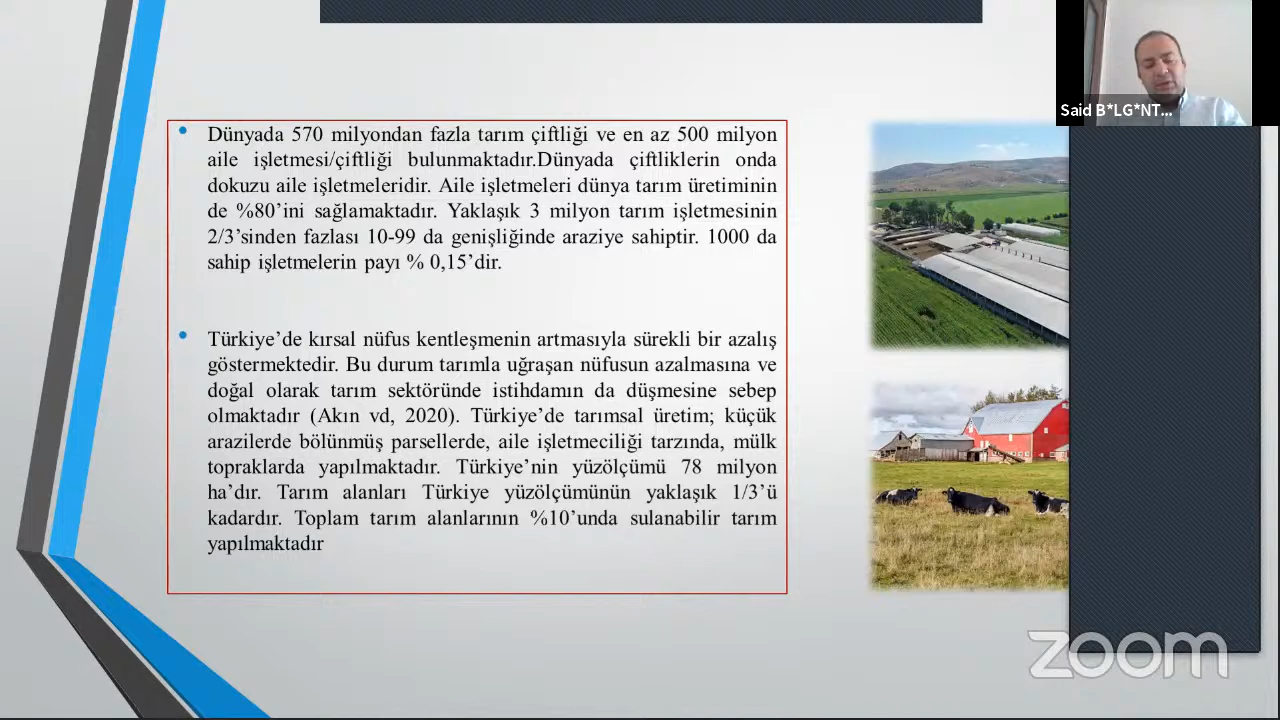 Said B*LG*NT...
Dünyada 570 milyondan fazla tarım çiftliği ve en az 500 milyon
aile işletmesi/çiftliği bulunmaktadır.Dünyada çiftliklerin onda
dokuzu aile işletmeleridir. Aile işletmeleri dünya tarım üretiminin
de %80’ini sağlamaktadır. Yaklaşık 3 milyon tarım işletmesinin
2/3’sinden fazlası 10-99 da genişliğinde araziye sahiptir. 1000 da
sahip işletmelerin payı % 0,15’dir.
Türkiye’de kırsal nüfus kentleşmenin artmasıyla sürekli bir azalış
göstermektedir. Bu durum tarımla uğraşan nüfusun azalmasına ve
doğal olarak tarım sektöründe istihdamın da düşmesine sebep
olmaktadır (Akın vd, 2020). Türkiye’de tarımsal üretim; küçük
arazilerde bölünmüş parsellerde, aile işletmeciliği tarzında, mülk
topraklarda yapılmaktadır. Türkiye’nin yüzölçümü 78 milyon
ha’dır. Tarım alanları Türkiye yüzölçümünün yaklaşık 1/3’ü
kadardır. Toplam tarım alanlarının %10’unda sulanabilir tarım
yapılmaktadır
zoom